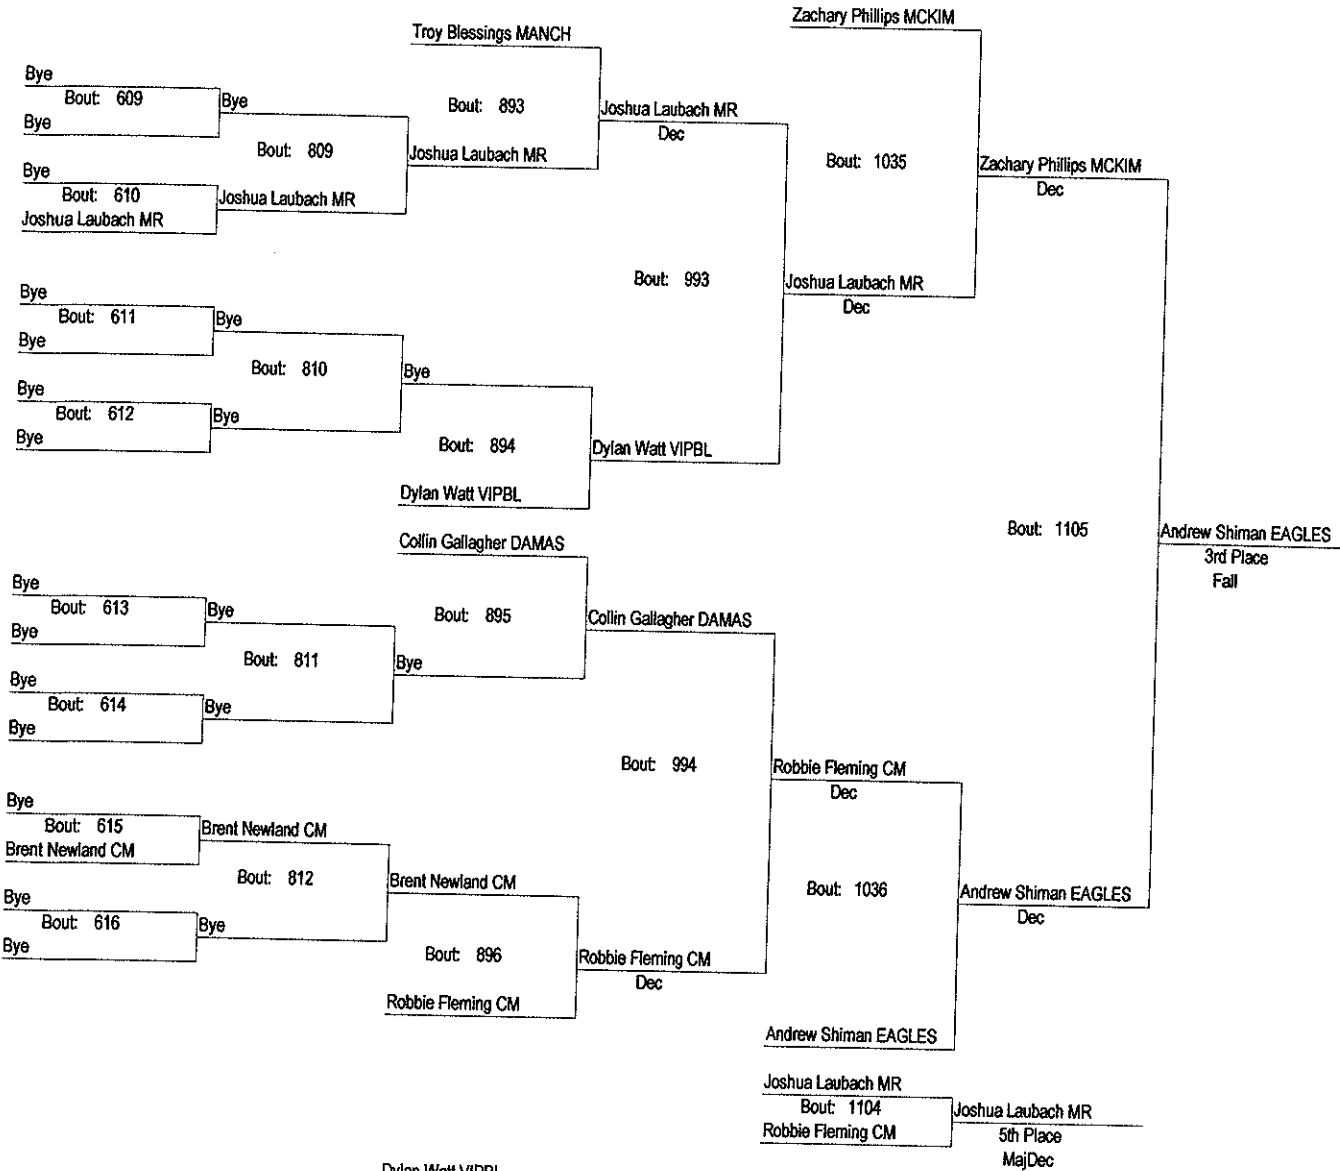 Zachary Phillips MCKIM
Troy Blessings MANCH
Bye
Bout: 609
Bye
Bye
Bout: 893
Joshua Laubach MR
Dec
Bout: 809
Joshua Laubach MR
Bye
Bout: 610
Joshua Laubach MR
Joshua Laubach MR
Bout: 1035
Zachary Phillips MCKIM
Dec
Bout: 993
Joshua Laubach MR
Dec
Bye
Bout: 611
Bye
Bye
Bout: 810
Bye
Bye
Bout: 612
Bye
Bye
Bout: 894
Dylan Watt VIPBL
Dylan Watt VIPBL
Bout: 1105
Andrew Shiman EAGLES
3rd Place
Fall
Collin Gallagher DAMAS
Bye
Bout: 613
Bye
Bye
Bout: 895
Collin Gallagher DAMAS
Bout: 811
Bye
Bye
Bout: 614
Bye
Bye
Bout: 994
Robbie Fleming CM
Dec
Bye
Bout: 615
Brent Newland CM
Brent Newland CM
Bout: 812
Brent Newland CM
Bout: 1036
Andrew Shiman EAGLES
Dec
Bye
Bout: 616
Bye
Bye
Bout: 896
Robbie Fleming CM
Dec
Robbie Fleming CM
Andrew Shiman EAGLES
Joshua Laubach MR
Bout: 1104
Robbie Fleming CM
Joshua Laubach MR
5th Place
MajDec
Dylan Watt VIPBL